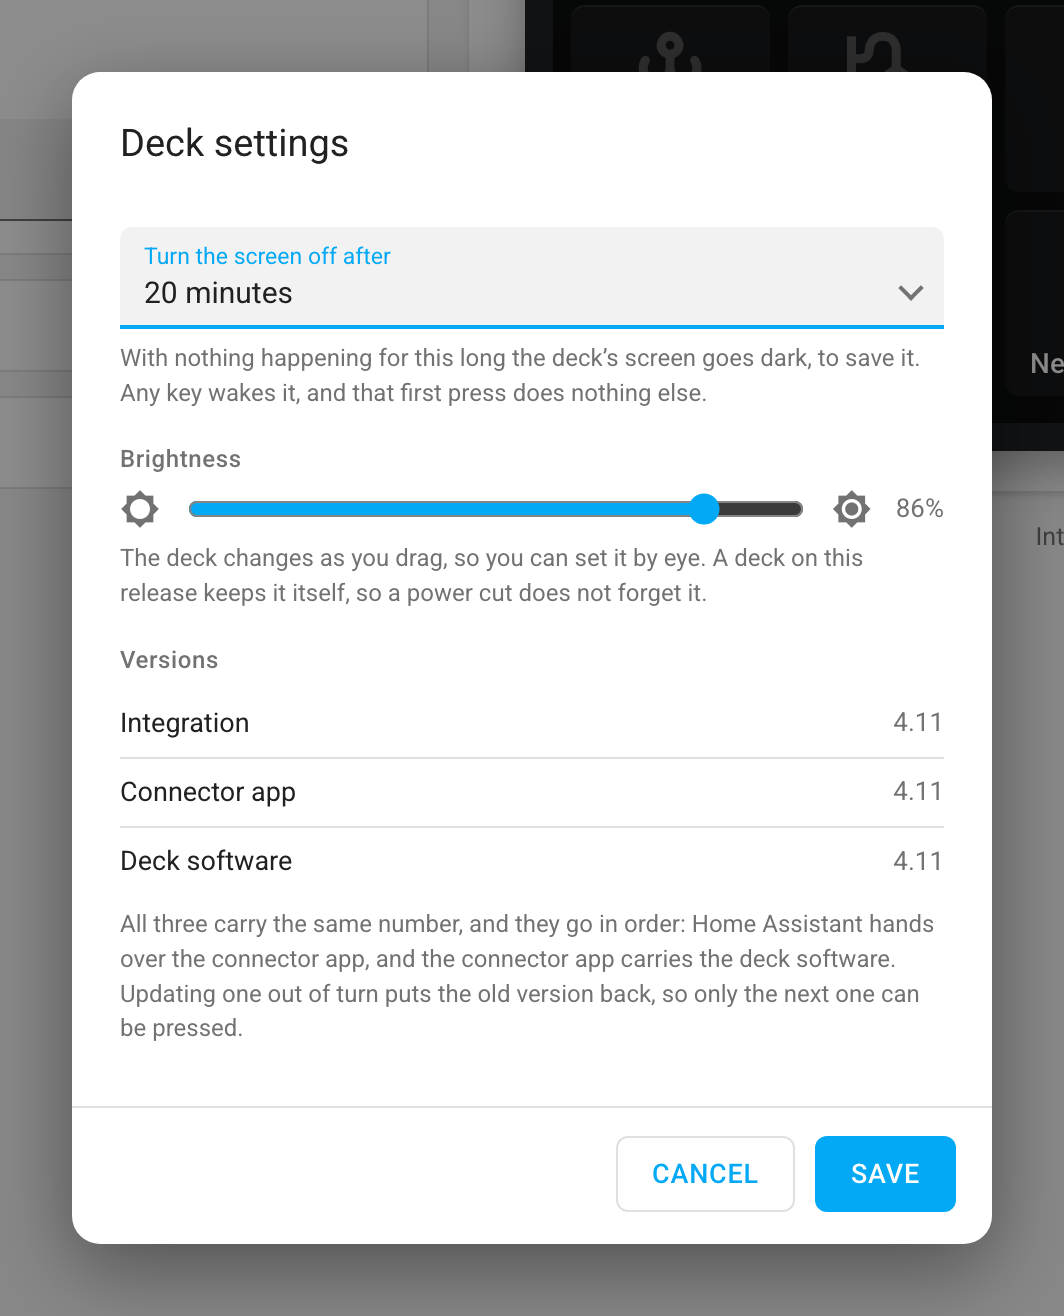 Deck settings
Turn the screen off after
20 minutes
With nothing happening for this long the deck’s screen goes dark, to save it.
Any key wakes it, and that first press does nothing else.
Brightness
86%
The deck changes as you drag, so you can set it by eye. A deck on this
release keeps it itself, so a power cut does not forget it.
Versions
Integration 4.11
Connector app 4.11
Deck software 4.11
All three carry the same number, and they go in order: Home Assistant hands
over the connector app, and the connector app carries the deck software.
Updating one out of turn puts the old version back, so only the next one can
be pressed.
CANCEL SAVE